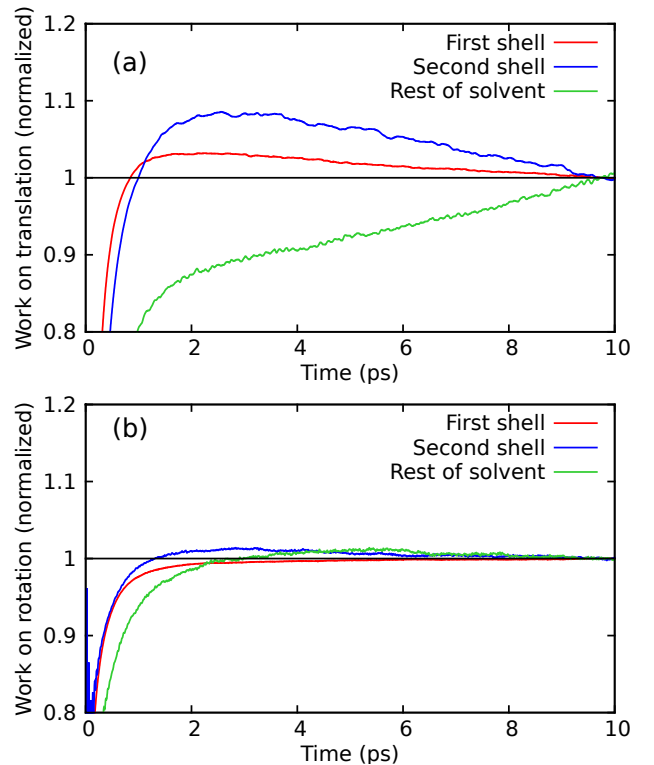 Work on translation (normalized)
1.2
1.1
1
0.9
0.8
(a)
First shell
Second shell
Rest of solvent
0 2 4 6 8 10
Time (ps)
Work on rotation (normalized)
1.2
1.1
1
0.9
0.8
(b)
First shell
Second shell
Rest of solvent
0 2 4 6 8 10
Time (ps)